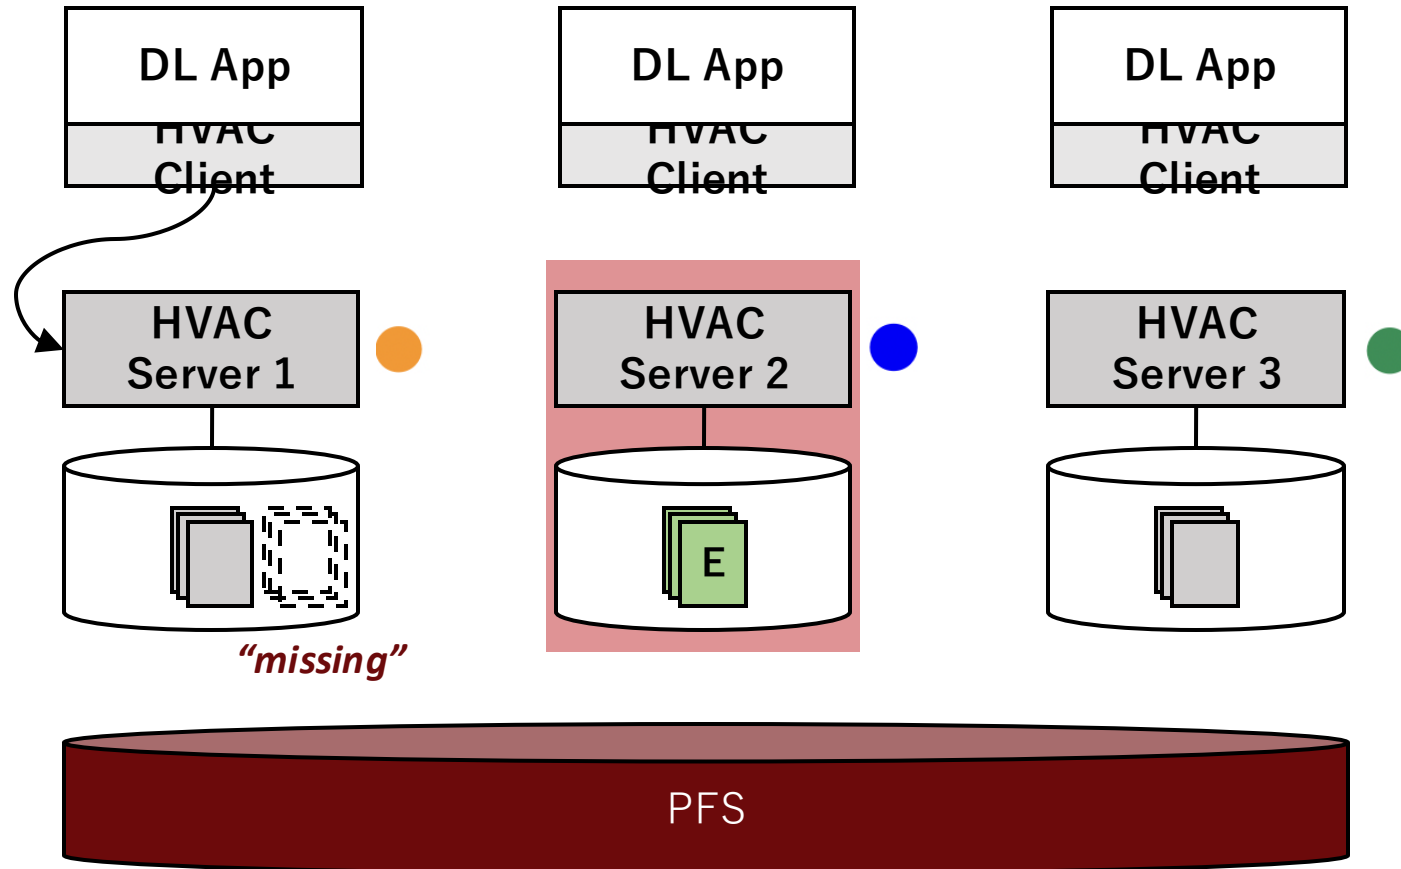 DL App
HVAC
Client
DL App
HVAC
Client
DL App
HVAC
Client
HVAC
Server 1
HVAC
Server 2
HVAC
Server 3
E
“missing”
PFS